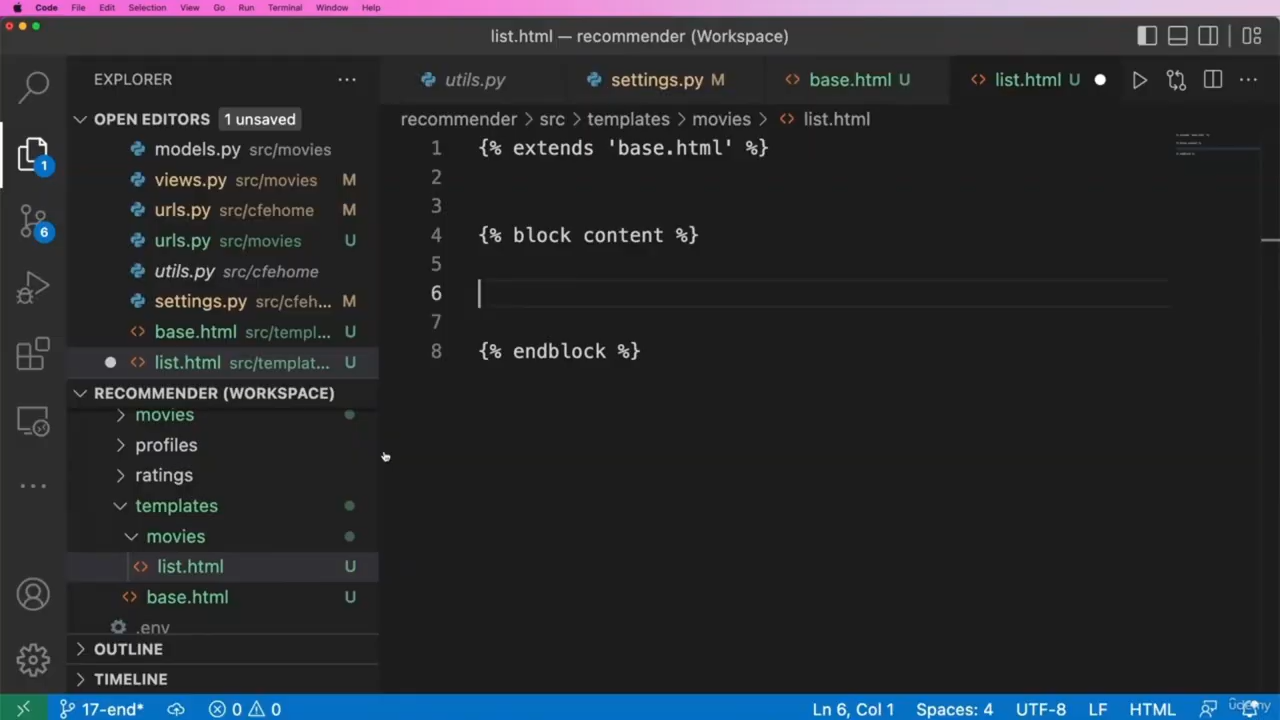 Code File Edit Selection View Go Run Terminal Window Help
list.html — recommender (Workspace)
EXPLORER
utils.py
settings.py M
base.html U
list.html U
OPEN EDITORS 1 unsaved
recommender > src > templates > movies > list.html
models.py src/movies
views.py src/movies M
urls.py src/cfehome M
urls.py src/movies U
utils.py src/cfehome
settings.py src/cfeh... M
base.html src/templ... U
list.html src/templat... U
RECOMMENDER (WORKSPACE)
movies
profiles
ratings
templates
movies
list.html U
base.html U
.env
OUTLINE
TIMELINE
1 {% extends 'base.html' %}
2
3
4 {% block content %}
5
6
7
8 {% endblock %}
1
6
17-end* 0 0
Ln 6, Col 1 Spaces: 4 UTF-8 LF HTML
udemy